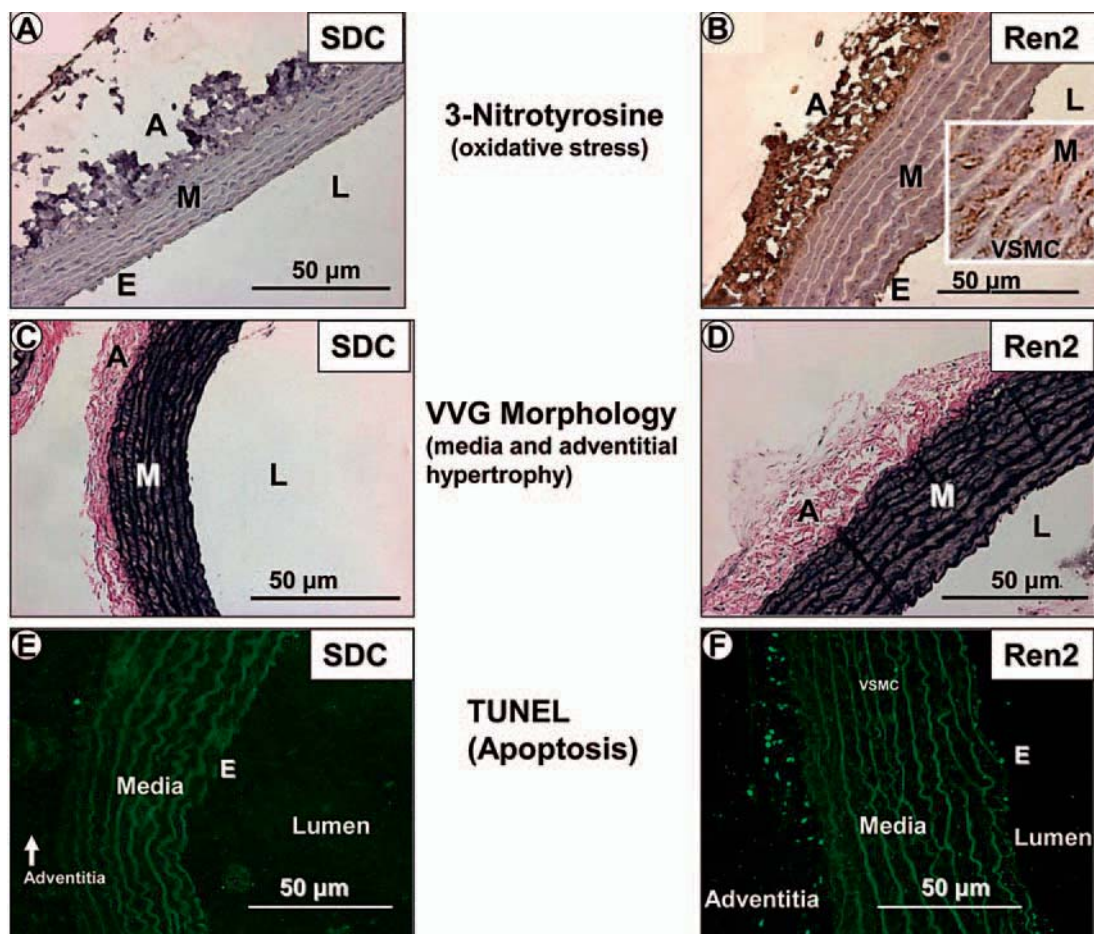 A
SDC
A
M
L
E
50 µm
3-Nitrotyrosine
(oxidative stress)
B
Ren2
A
L
M
M
VSMC
50 µm
E
C
SDC
A
M
L
50 µm
VVG Morphology
(media and adventitial
hypertrophy)
D
Ren2
A
M
L
50 µm
E
SDC
E
Media
Lumen
Adventitia
50 µm
TUNEL
(Apoptosis)
F
Ren2
VSMC
E
Media
Lumen
50 µm
Adventitia